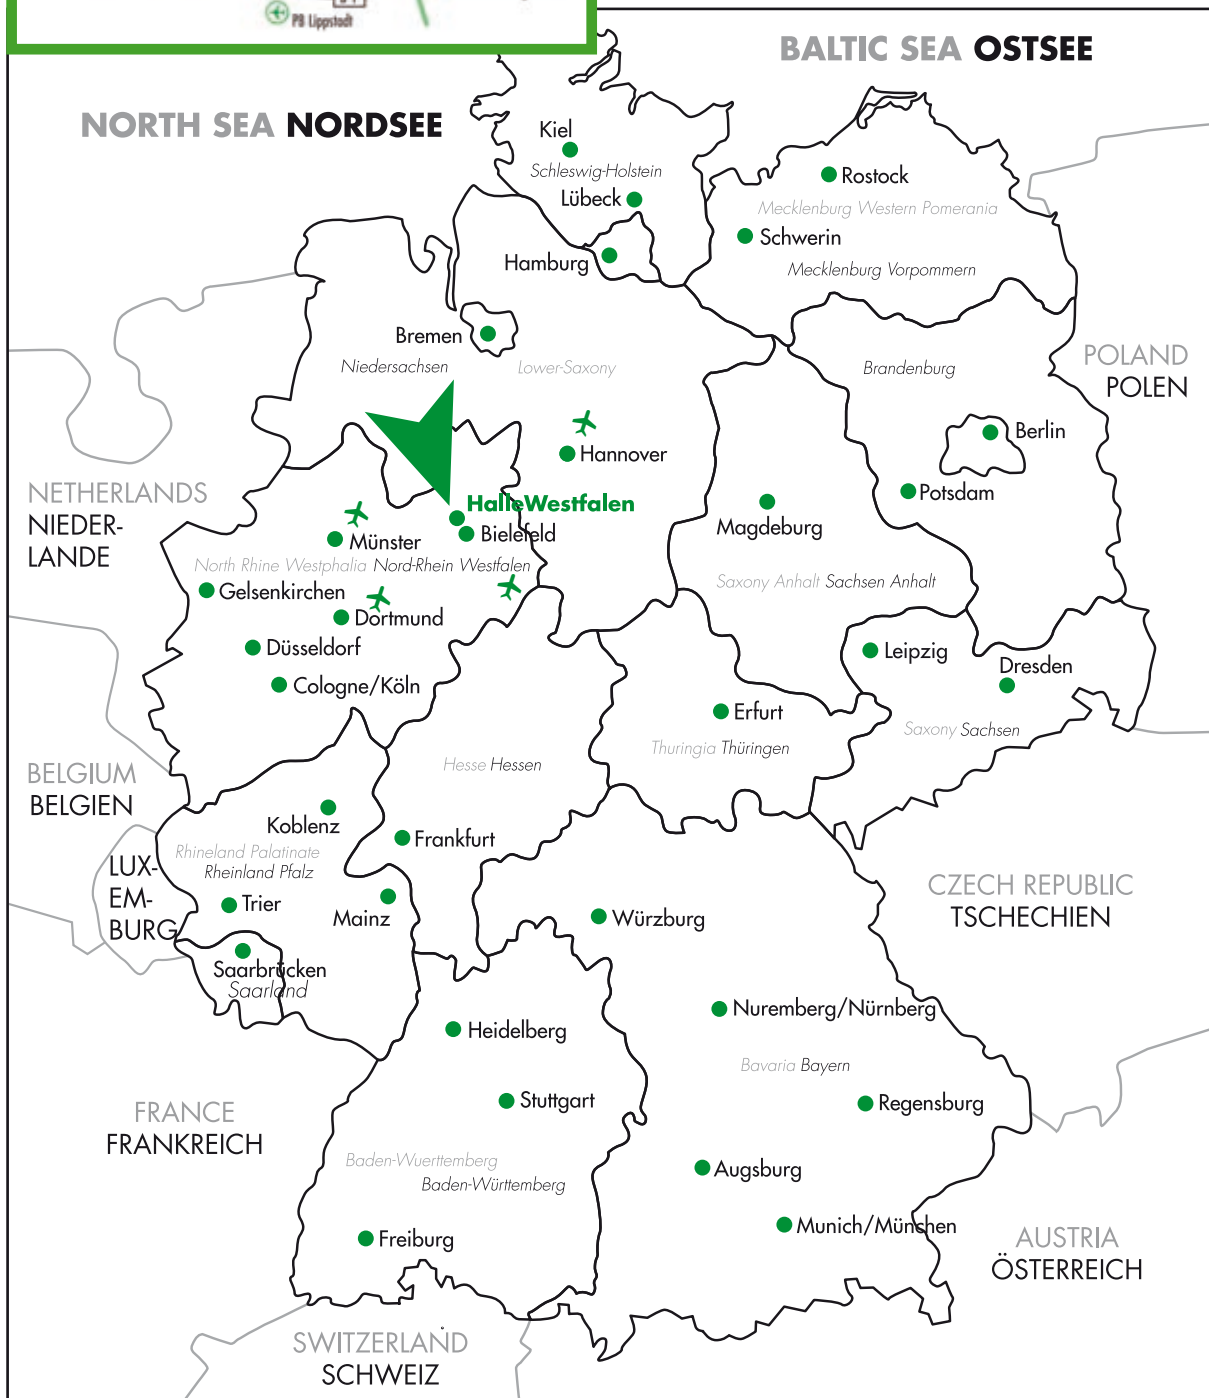 PB Lippstadt
BALTIC SEA OSTSEE
NORTH SEA NORDSEE
Kiel
Schleswig-Holstein
Lübeck
Rostock
Mecklenburg Western Pomerania
Schwerin
Hamburg
Mecklenburg Vorpommern
Bremen
Niedersachsen
Lower-Saxony
Brandenburg
POLAND
POLEN
Berlin
Hannover
NETHERLANDS
NIEDER-
LANDE
HalleWestfalen
Potsdam
Magdeburg
Münster
Bielefeld
North Rhine Westphalia Nord-Rhein Westfalen
Saxony Anhalt Sachsen Anhalt
Gelsenkirchen
Dortmund
Düsseldorf
Leipzig
Dresden
Cologne/Köln
Erfurt
Saxony Sachsen
Thuringia Thüringen
Hesse Hessen
BELGIUM
BELGIEN
Koblenz
Frankfurt
Rhineland Palatinate
Rheinland Pfalz
LUX-
EM-
BURG
CZECH REPUBLIC
TSCHECHIEN
Trier
Mainz
Würzburg
Saarbrücken
Saarland
Nuremberg/Nürnberg
Heidelberg
Bavaria Bayern
Stuttgart
Regensburg
FRANCE
FRANKREICH
Baden-Wuerttemberg
Baden-Württemberg
Augsburg
Munich/München
Freiburg
AUSTRIA
ÖSTERREICH
SWITZERLAND
SCHWEIZ